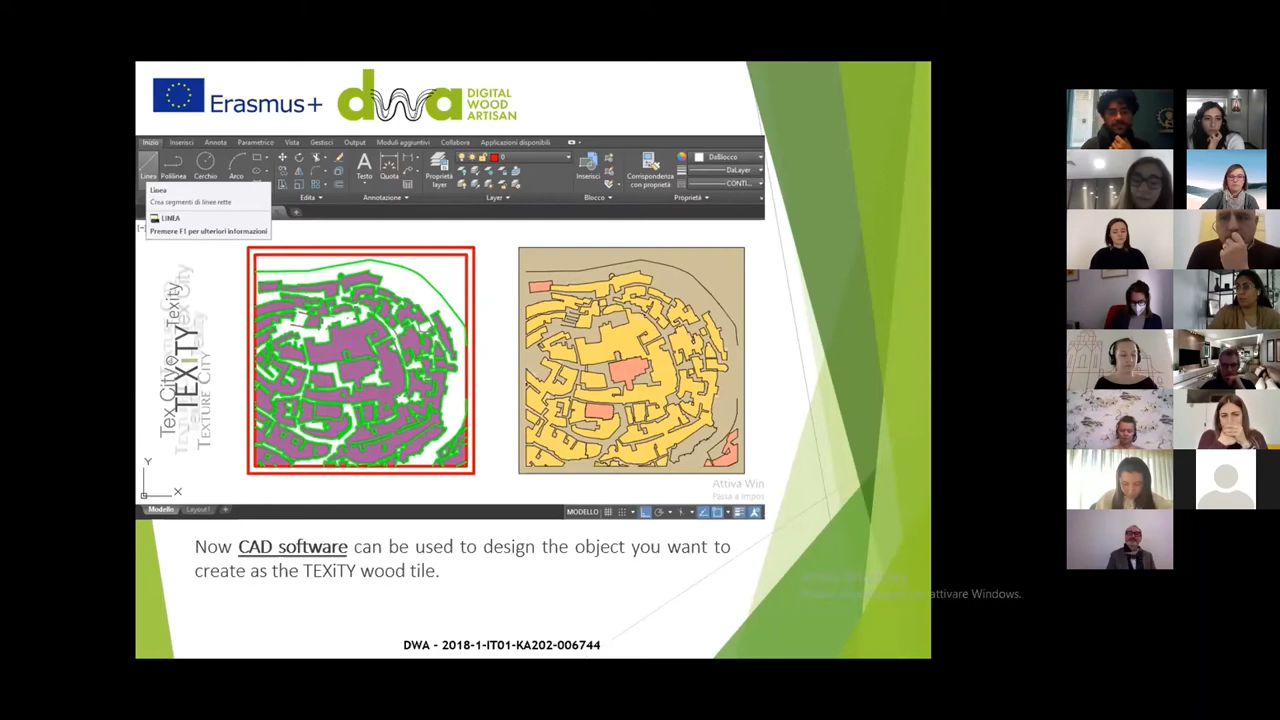 Erasmus+
dwa
DIGITAL
WOOD
ARTISAN
Inizio Inserisci Annota Parametrico Vista Gestisci Output Moduli aggiuntivi Collabora Applicazioni disponibili
0
DaBlocco
DaLayer
CONTI...
Linea Polilinea Cerchio Arco
Testo Quota
Proprietà
layer
Inserisci
Corrispondenza
con proprietà
Edita Annotazione Layer Blocco Proprietà
Linea
Crea segmenti di linee rette
LINEA
Premere F1 per ulteriori informazioni
Tex City
TEXiTY
Texity
TEXTURE CITY
Y
X
Attiva Win
Passa a impos
Modello Layout1 +
MODELLO
Now CAD software can be used to design the object you want to
create as the TEXiTY wood tile.
attivare Windows.
DWA - 2018-1-IT01-KA202-006744